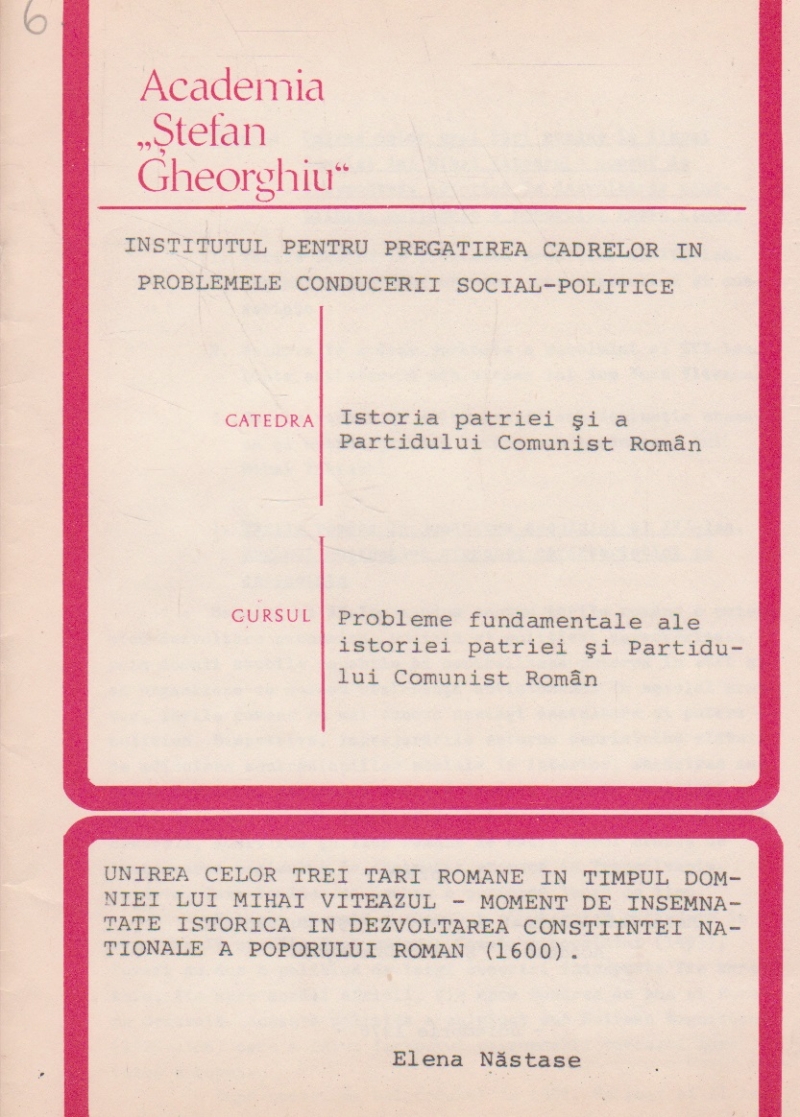 6
Academia
„Ștefan
Gheorghiu“
INSTITUTUL PENTRU PREGATIREA CADRELOR IN
PROBLEMELE CONDUCERII SOCIAL-POLITICE
CATEDRA
Istoria patriei şi a
Partidului Comunist Român
CURSUL
Probleme fundamentale ale
istoriei patriei şi Partidu-
lui Comunist Român
UNIREA CELOR TREI TARI ROMANE IN TIMPUL DOM-
NIEI LUI MIHAI VITEAZUL - MOMENT DE INSEMNA-
TATE ISTORICA IN DEZVOLTAREA CONSTIINTEI NA-
TIONALE A POPORULUI ROMAN (1600).
Elena Năstase